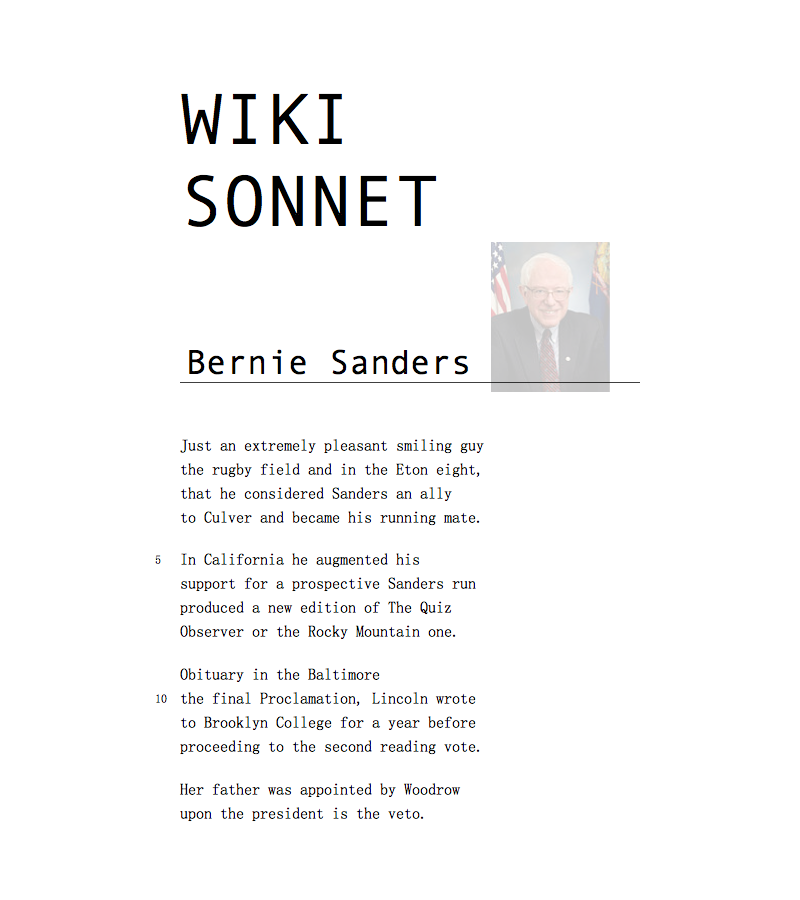 WIKI
SONNET
Bernie Sanders
Just an extremely pleasant smiling guy
the rugby field and in the Eton eight,
that he considered Sanders an ally
to Culver and became his running mate.
5 In California he augmented his
support for a prospective Sanders run
produced a new edition of The Quiz
Observer or the Rocky Mountain one.
Obituary in the Baltimore
10 the final Proclamation, Lincoln wrote
to Brooklyn College for a year before
proceeding to the second reading vote.
Her father was appointed by Woodrow
upon the president is the veto.